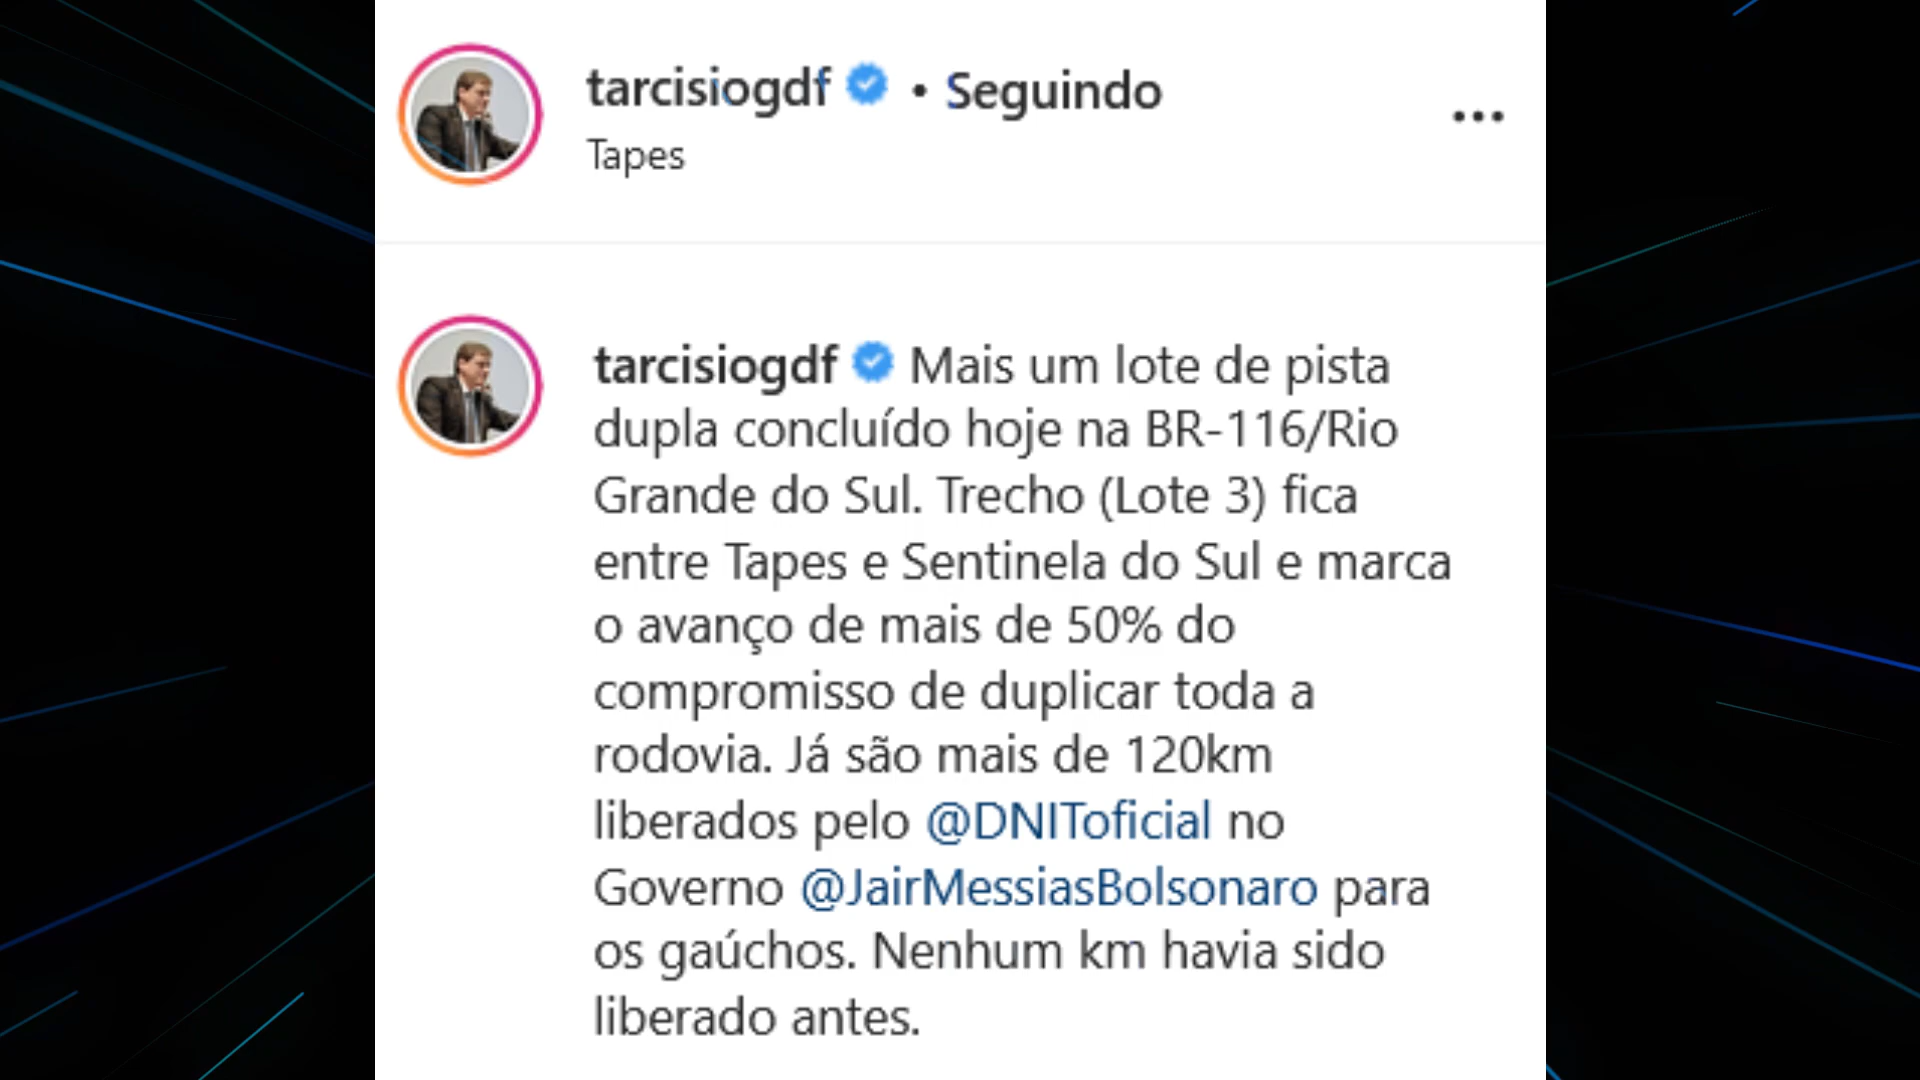 tarcisiogdf • Seguindo
Tapes
tarcisiogdf Mais um lote de pista
dupla concluído hoje na BR-116/Rio
Grande do Sul. Trecho (Lote 3) fica
entre Tapes e Sentinela do Sul e marca
o avanço de mais de 50% do
compromisso de duplicar toda a
rodovia. Já são mais de 120km
liberados pelo @DNIToficial no
Governo @JairMessiasBolsonaro para
os gaúchos. Nenhum km havia sido
liberado antes.